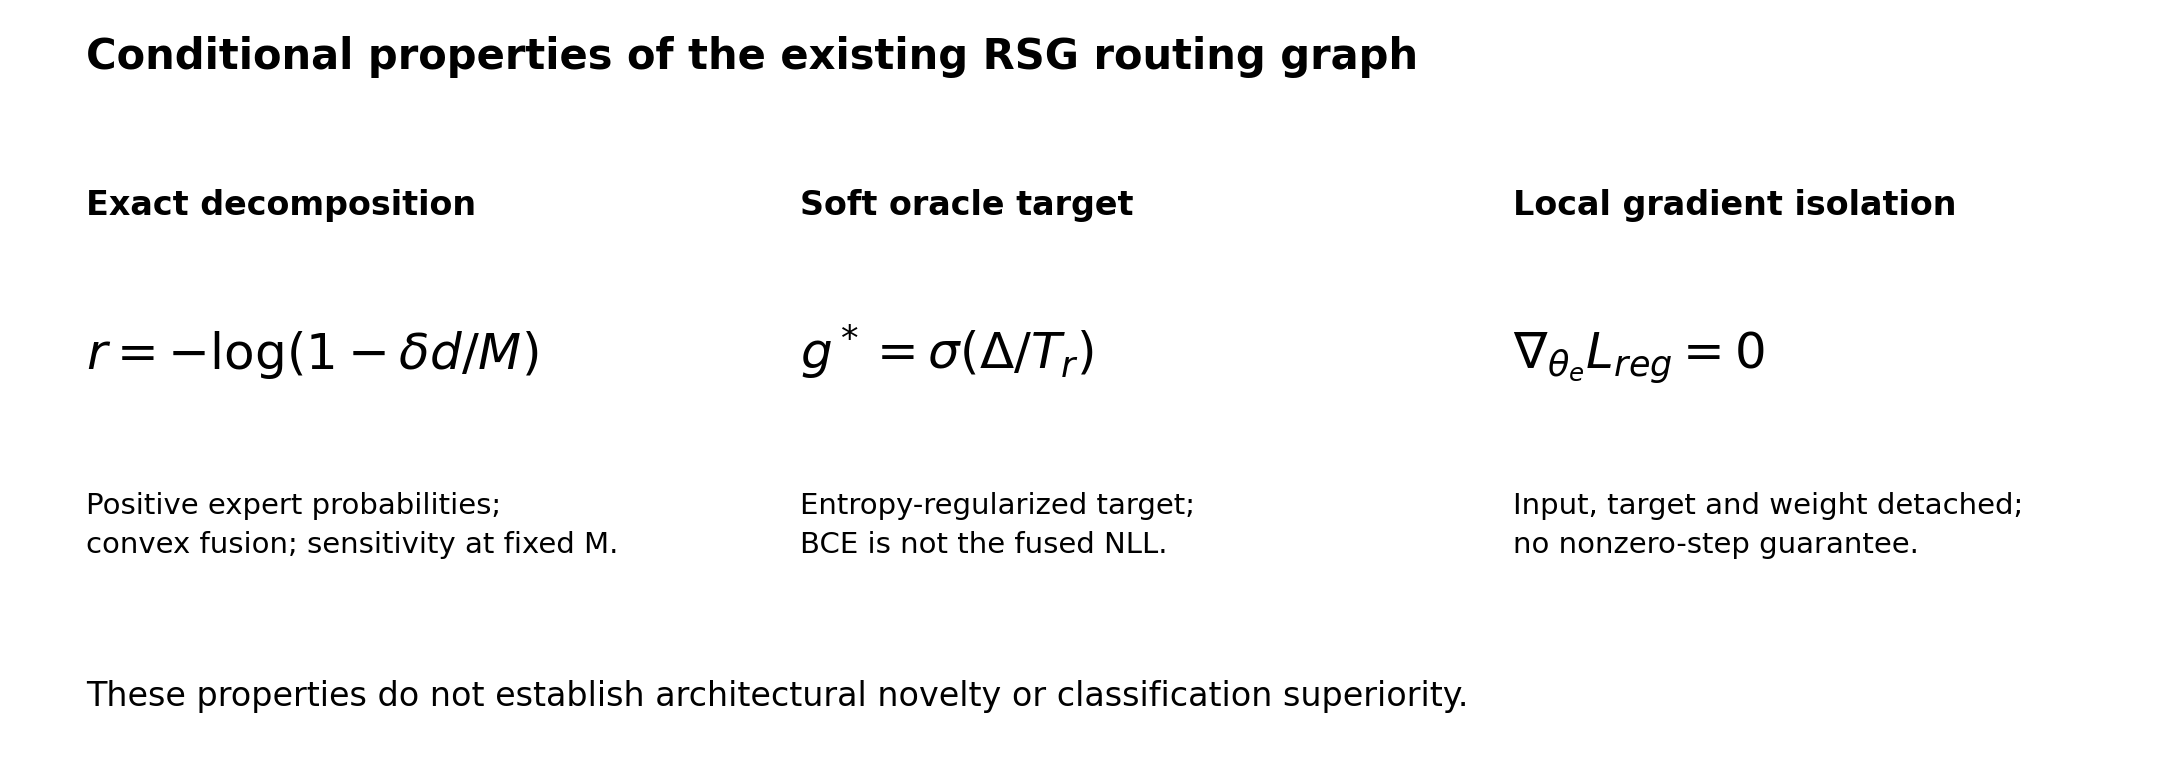 Conditional properties of the existing RSG routing graph
Exact decomposition
r = −log(1 − δd/M)
Positive expert probabilities;
convex fusion; sensitivity at fixed M.
Soft oracle target
g* = σ(Δ/T_r)
Entropy-regularized target;
BCE is not the fused NLL.
Local gradient isolation
∇_{θ_e} L_{reg} = 0
Input, target and weight detached;
no nonzero-step guarantee.
These properties do not establish architectural novelty or classification superiority.